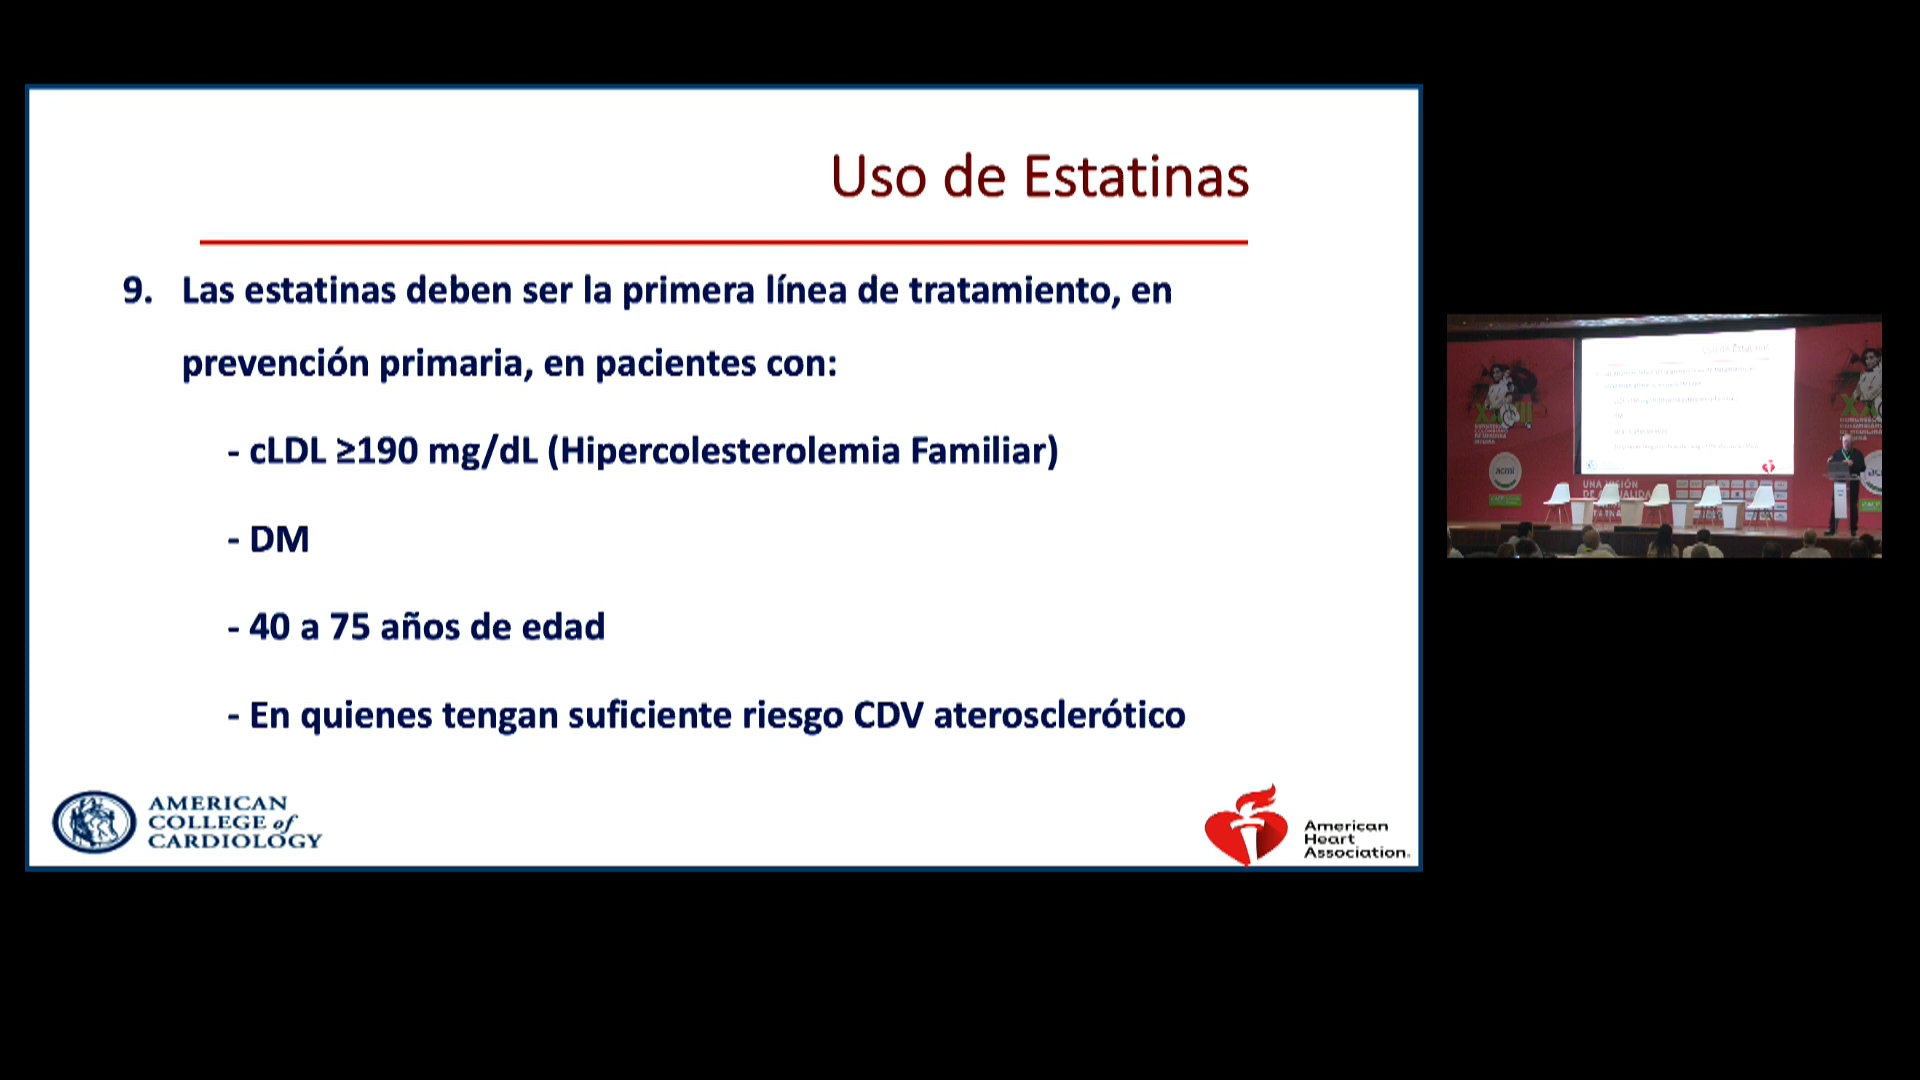 Uso de Estatinas
9. Las estatinas deben ser la primera línea de tratamiento, en
prevención primaria, en pacientes con:
- cLDL ≥190 mg/dL (Hipercolesterolemia Familiar)
- DM
- 40 a 75 años de edad
- En quienes tengan suficiente riesgo CDV aterosclerótico
AMERICAN
COLLEGE of
CARDIOLOGY
American
Heart
Association.
acmi